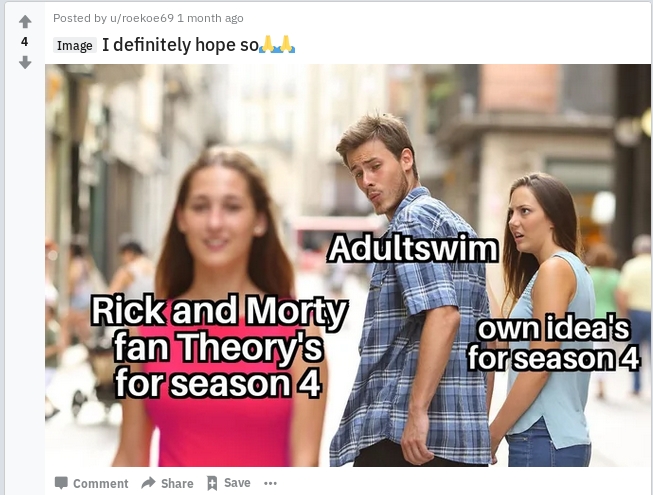 Posted by u/roekoe69 1 month ago
4
Image I definitely hope so🙏🙏
Adultswim
Rick and Morty
fan Theory's
for season 4
own idea's
for season 4
Comment Share Save ...